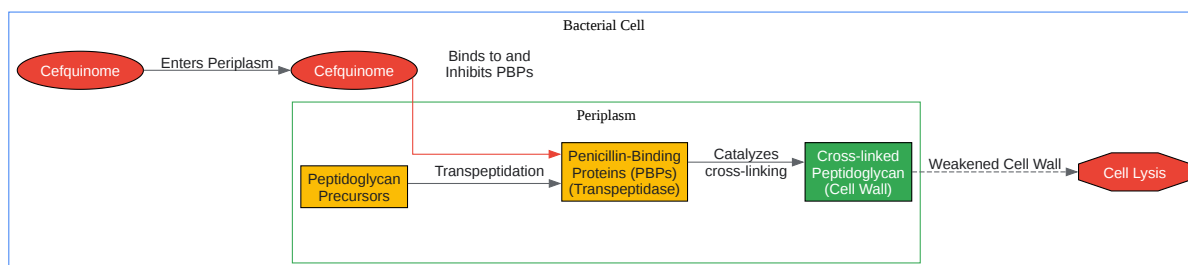 Bacterial Cell
Cefquinome
Enters Periplasm
Cefquinome
Binds to and
Inhibits PBPs
Periplasm
Peptidoglycan
Precursors
Transpeptidation
Penicillin-Binding
Proteins (PBPs)
(Transpeptidase)
Catalyzes
cross-linking
Cross-linked
Peptidoglycan
(Cell Wall)
Weakened Cell Wall
Cell Lysis